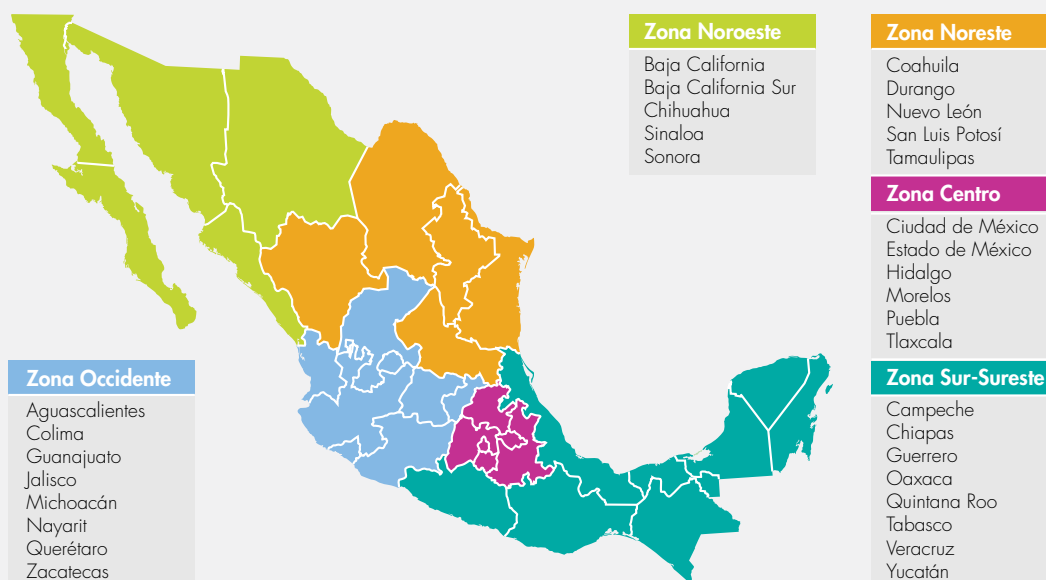 Zona Noroeste
Baja California
Baja California Sur
Chihuahua
Sinaloa
Sonora
Zona Noreste
Coahuila
Durango
Nuevo León
San Luis Potosí
Tamaulipas
Zona Centro
Ciudad de México
Estado de México
Hidalgo
Morelos
Puebla
Tlaxcala
Zona Occidente
Aguascalientes
Colima
Guanajuato
Jalisco
Michoacán
Nayarit
Querétaro
Zacatecas
Zona Sur-Sureste
Campeche
Chiapas
Guerrero
Oaxaca
Quintana Roo
Tabasco
Veracruz
Yucatán